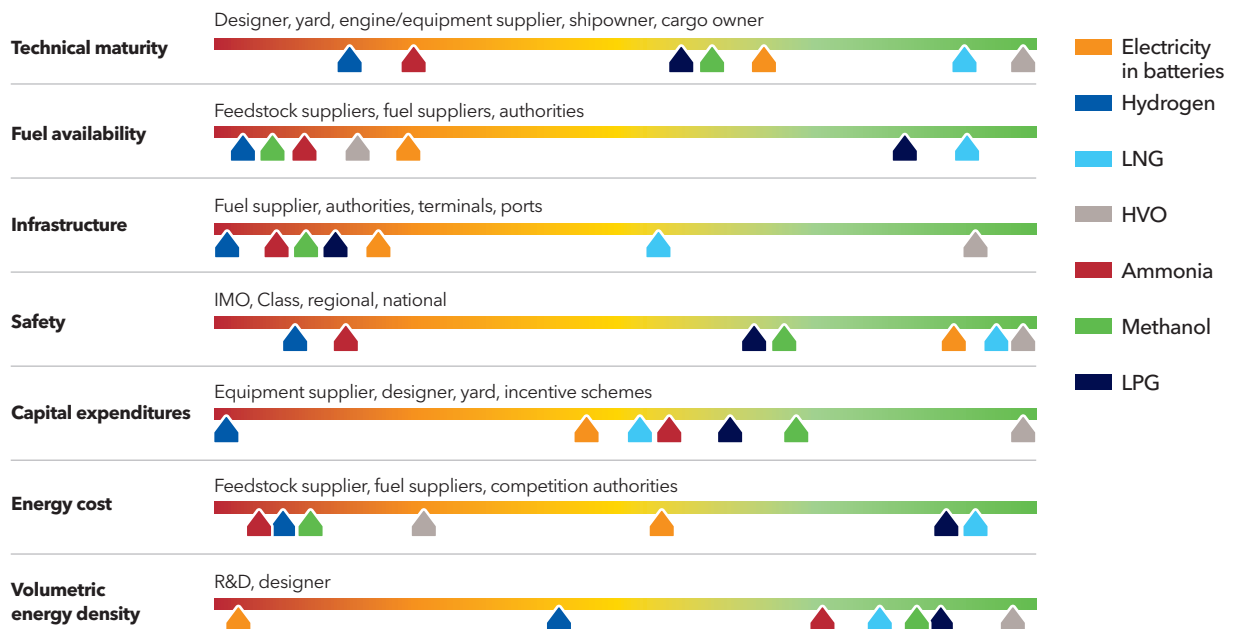 Designer, yard, engine/equipment supplier, shipowner, cargo owner
Technical maturity
Feedstock suppliers, fuel suppliers, authorities
Fuel availability
Fuel supplier, authorities, terminals, ports
Infrastructure
IMO, Class, regional, national
Safety
Equipment supplier, designer, yard, incentive schemes
Capital expenditures
Feedstock supplier, fuel suppliers, competition authorities
Energy cost
R&D, designer
Volumetric
energy density
Electricity
in batteries
Hydrogen
LNG
HVO
Ammonia
Methanol
LPG